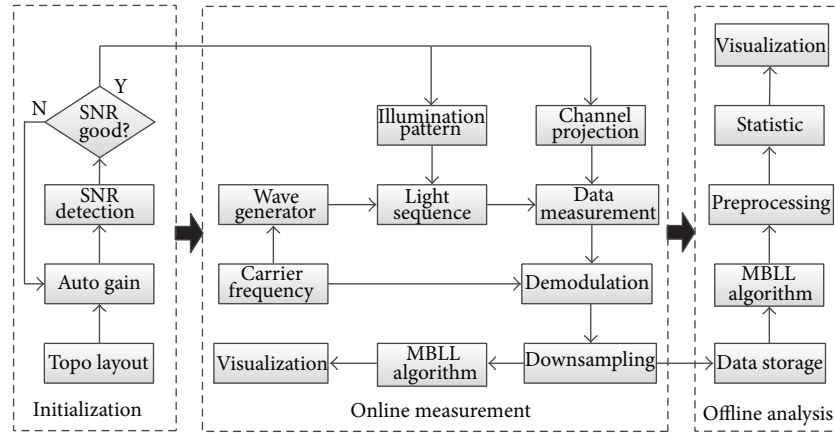 Y
N
SNR
good?
SNR
detection
Auto gain
Topo layout
Initialization
Illumination
pattern
Channel
projection
Wave
generator
Light
sequence
Data
measurement
Carrier
frequency
Demodulation
Visualization
MBLL
algorithm
Downsampling
Online measurement
Visualization
Statistic
Preprocessing
MBLL
algorithm
Data storage
Offline analysis